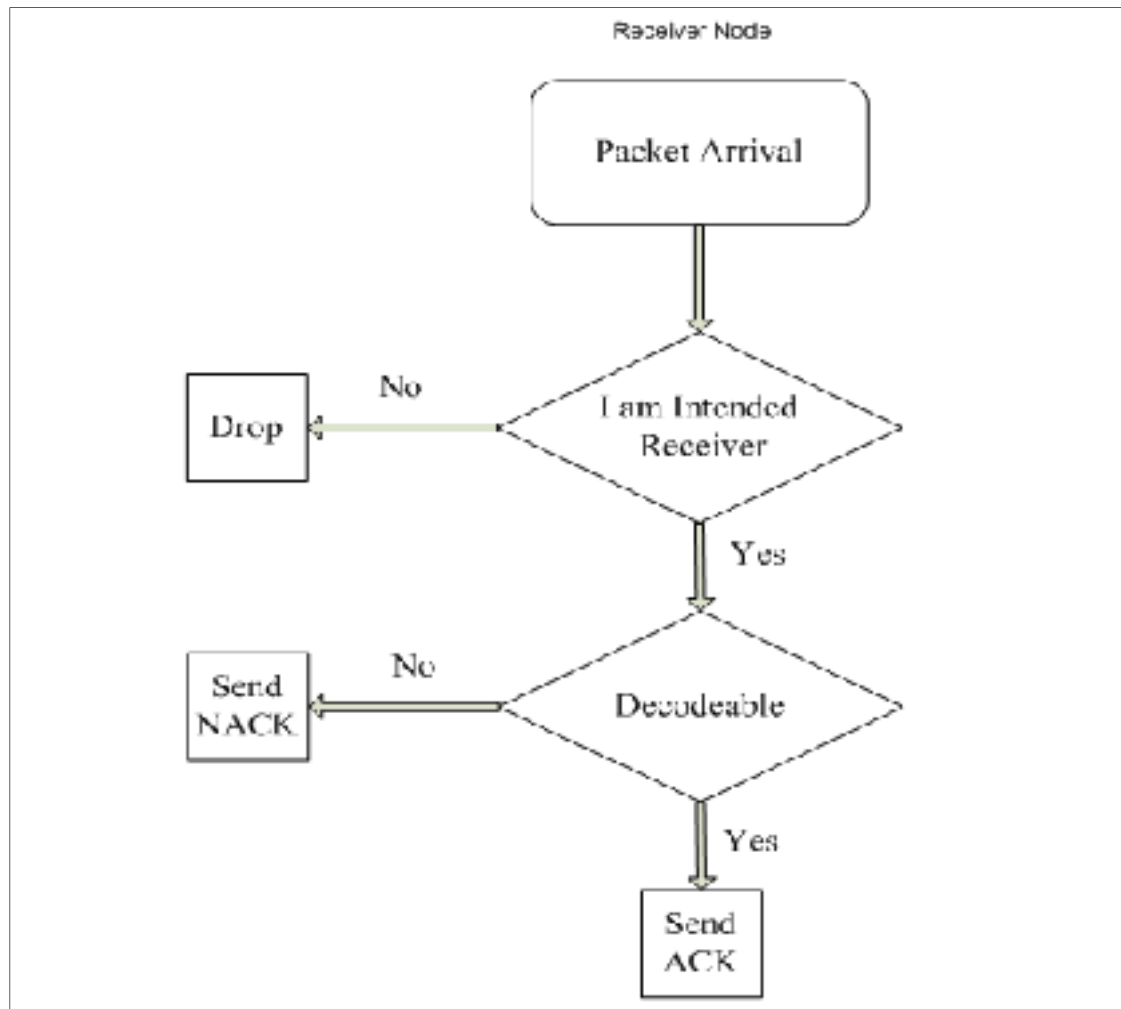 Receiver Node
Packet Arrival
No
Drop
I am Intended
Receiver
Yes
No
Send
NACK
Decodeable
Yes
Send
ACK